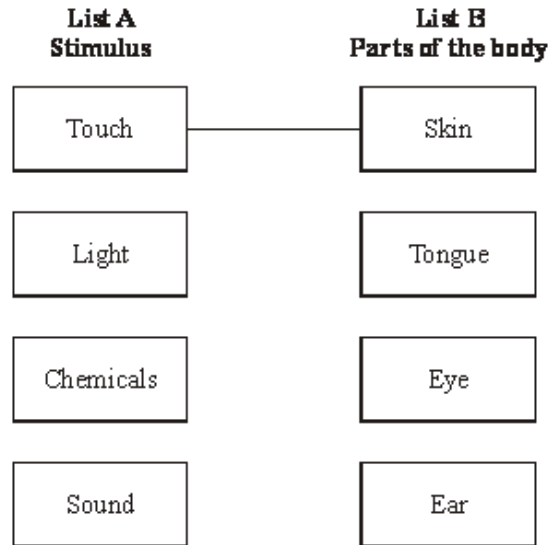 List A
Stimulus
List B
Parts of the body
Touch
Skin
Light
Tongue
Chemicals
Eye
Sound
Ear